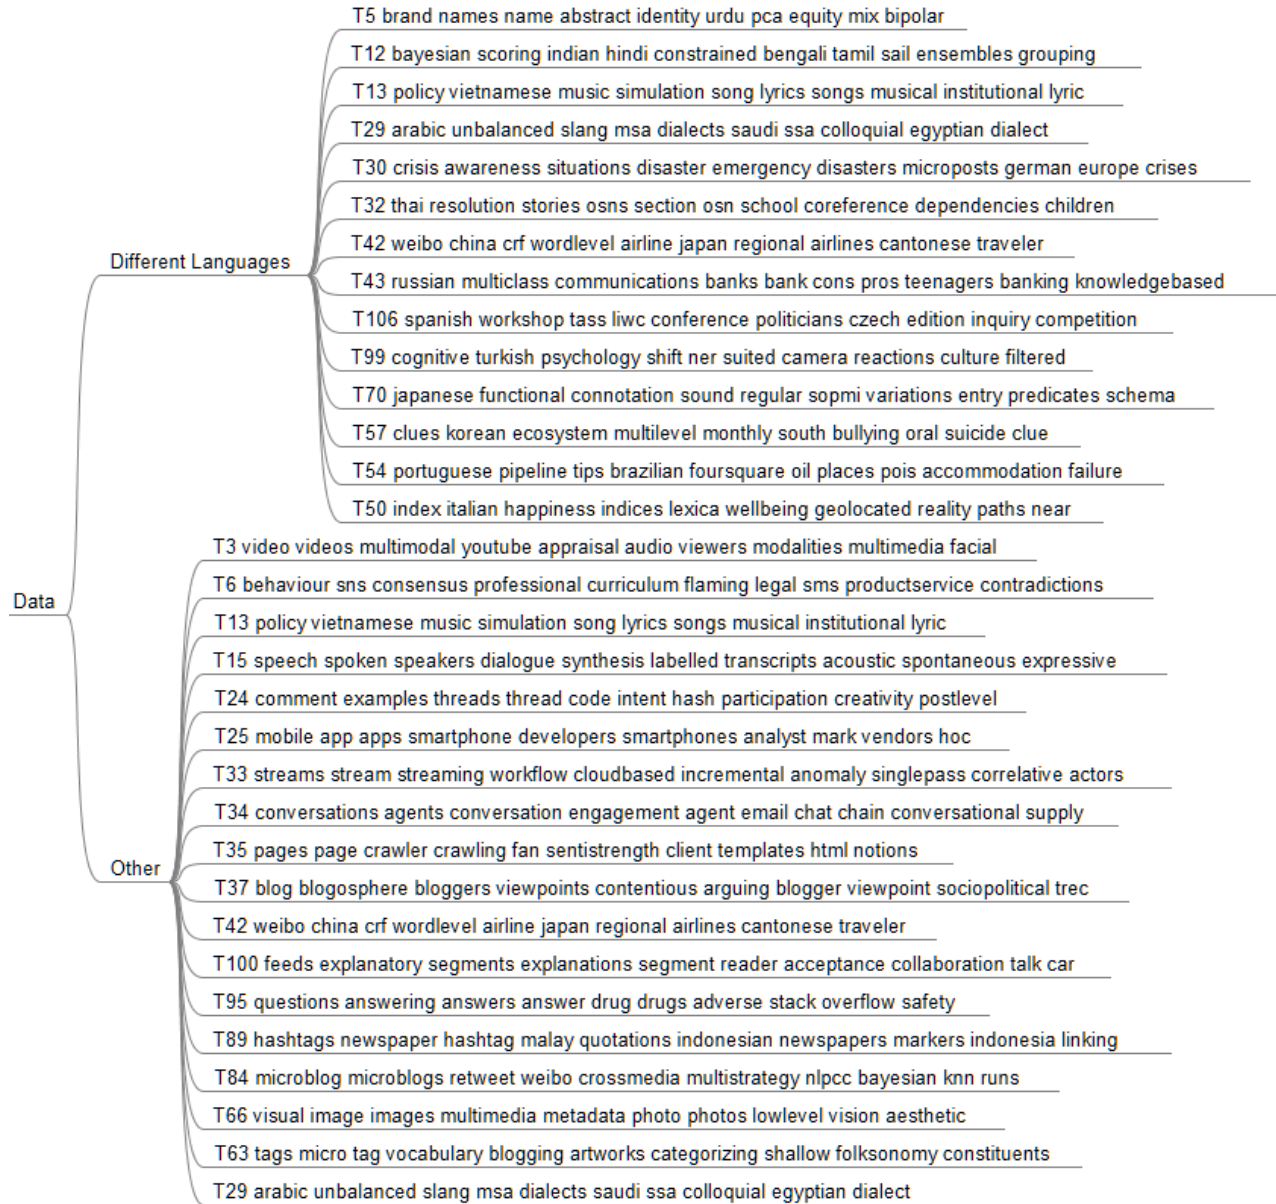 T5 brand names name abstract identity urdu pca equity mix bipolar
T12 bayesian scoring indian hindi constrained bengali tamil sail ensembles grouping
T13 policy vietnamese music simulation song lyrics songs musical institutional lyric
T29 arabic unbalanced slang msa dialects saudi ssa colloquial egyptian dialect
T30 crisis awareness situations disaster emergency disasters microposts german europe crises
T32 thai resolution stories osns section osn school coreference dependencies children
T42 weibo china crf wordlevel airline japan regional airlines cantonese traveler
Different Languages
T43 russian multiclass communications banks bank cons pros teenagers banking knowledgebased
T106 spanish workshop tass liwc conference politicians czech edition inquiry competition
T99 cognitive turkish psychology shift ner suited camera reactions culture filtered
T70 japanese functional connotation sound regular sopmi variations entry predicates schema
T57 clues korean ecosystem multilevel monthly south bullying oral suicide clue
T54 portuguese pipeline tips brazilian foursquare oil places pois accommodation failure
T50 index italian happiness indices lexica wellbeing geolocated reality paths near
T3 video videos multimodal youtube appraisal audio viewers modalities multimedia facial
T6 behaviour sns consensus professional curriculum flaming legal sms productservice contradictions
Data
T13 policy vietnamese music simulation song lyrics songs musical institutional lyric
T15 speech spoken speakers dialogue synthesis labelled transcripts acoustic spontaneous expressive
T24 comment examples threads thread code intent hash participation creativity postlevel
T25 mobile app apps smartphone developers smartphones analyst mark vendors hoc
T33 streams stream streaming workflow cloudbased incremental anomaly singlepass correlative actors
T34 conversations agents conversation engagement agent email chat chain conversational supply
T35 pages page crawler crawling fan sentistrength client templates html notions
Other
T37 blog blogosphere bloggers viewpoints contentious arguing blogger viewpoint sociopolitical trec
T42 weibo china crf wordlevel airline japan regional airlines cantonese traveler
T100 feeds explanatory segments explanations segment reader acceptance collaboration talk car
T95 questions answering answers answer drug drugs adverse stack overflow safety
T89 hashtags newspaper hashtag malay quotations indonesian newspapers markers indonesia linking
T84 microblog microblogs retweet weibo crossmedia multistrategy nlpcc bayesian knn runs
T66 visual image images multimedia metadata photo photos lowlevel vision aesthetic
T63 tags micro tag vocabulary blogging artworks categorizing shallow folksonomy constituents
T29 arabic unbalanced slang msa dialects saudi ssa colloquial egyptian dialect